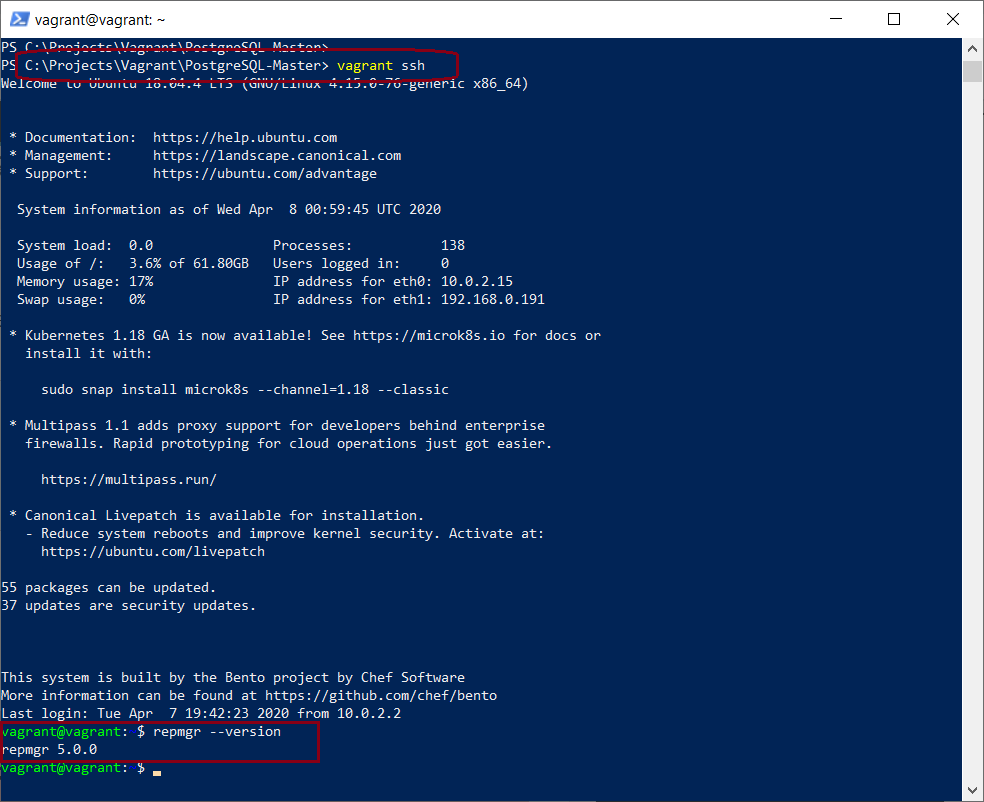 vagrant@vagrant: ~
PS C:\Projects\Vagrant\PostgreSQL-Master>
PS C:\Projects\Vagrant\PostgreSQL-Master> vagrant ssh
Welcome to Ubuntu 18.04.4 LTS (GNU/Linux 4.15.0-76-generic x86_64)
* Documentation:  https://help.ubuntu.com
* Management:     https://landscape.canonical.com
* Support:        https://ubuntu.com/advantage
System information as of Wed Apr  8 00:59:45 UTC 2020
System load:  0.0               Processes:           138
Usage of /:   3.6% of 61.80GB   Users logged in:     0
Memory usage: 17%               IP address for eth0: 10.0.2.15
Swap usage:   0%                IP address for eth1: 192.168.0.191
* Kubernetes 1.18 GA is now available! See https://microk8s.io for docs or
install it with:
sudo snap install microk8s --channel=1.18 --classic
* Multipass 1.1 adds proxy support for developers behind enterprise
firewalls. Rapid prototyping for cloud operations just got easier.
https://multipass.run/
* Canonical Livepatch is available for installation.
- Reduce system reboots and improve kernel security. Activate at:
https://ubuntu.com/livepatch
55 packages can be updated.
37 updates are security updates.
This system is built by the Bento project by Chef Software
More information can be found at https://github.com/chef/bento
Last login: Tue Apr  7 19:42:23 2020 from 10.0.2.2
vagrant@vagrant:~$ repmgr --version
repmgr 5.0.0
vagrant@vagrant:~$